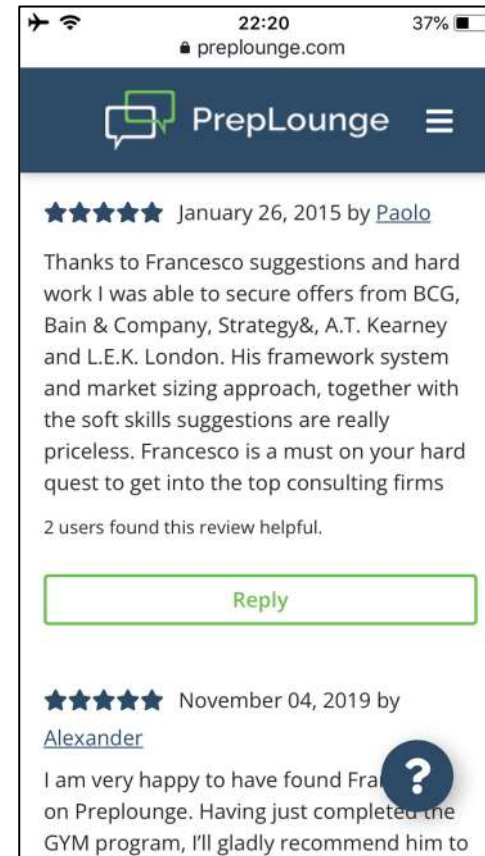 22:20
37%
preplounge.com
PrepLounge
January 26, 2015 by Paolo
Thanks to Francesco suggestions and hard
work I was able to secure offers from BCG,
Bain & Company, Strategy&, A.T. Kearney
and L.E.K. London. His framework system
and market sizing approach, together with
the soft skills suggestions are really
priceless. Francesco is a must on your hard
quest to get into the top consulting firms
2 users found this review helpful.
Reply
November 04, 2019 by
Alexander
I am very happy to have found
?
on Preplounge. Having just completed the
GYM program, I'll gladly recommend him to